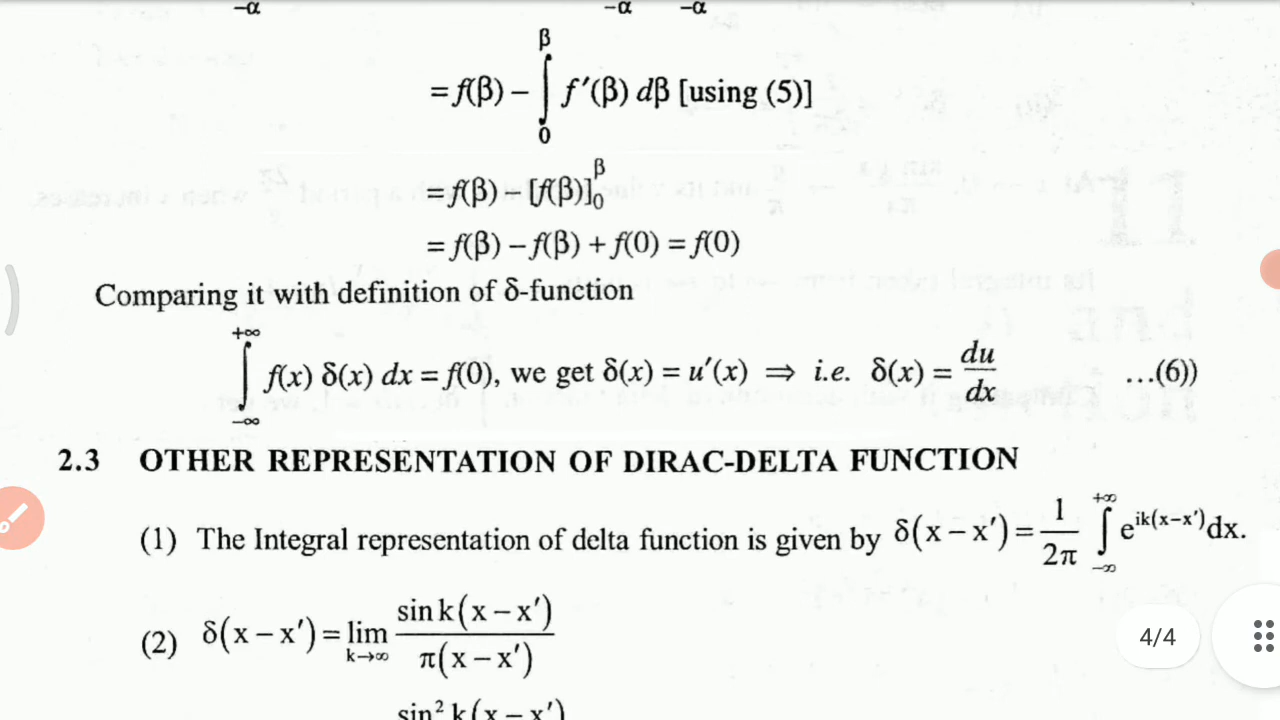 −α −α −α
= f(β) − ∫₀^β f′(β) dβ [using (5)]
= f(β) − [f(β)]₀^β
= f(β) − f(β) + f(0) = f(0)
Comparing it with definition of δ-function
∫₋∞^+∞ f(x) δ(x) dx = f(0), we get δ(x) = u′(x) ⇒ i.e. δ(x) = du/dx ...(6))
2.3 OTHER REPRESENTATION OF DIRAC-DELTA FUNCTION
(1) The Integral representation of delta function is given by δ(x − x′) = 1/2π ∫₋∞^+∞ e^ik(x−x′) dx.
(2) δ(x − x′) = lim k→∞ sin k(x − x′) / π(x − x′)
4/4
sin² k(x − x′)